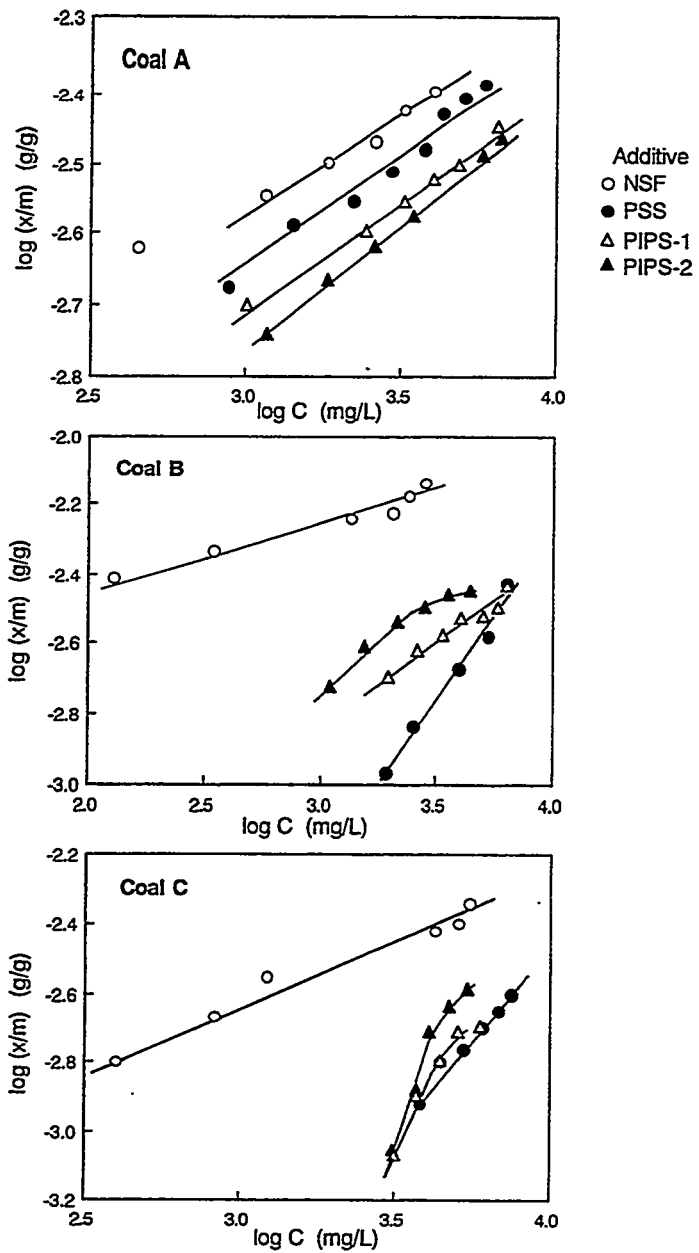 Coal A
-2.3
-2.4
-2.5
-2.6
-2.7
-2.8
log (x/m) (g/g)
2.5 3.0 3.5 4.0
log C (mg/L)
Additive
NSF
PSS
PIPS-1
PIPS-2
Coal B
-2.0
-2.2
-2.4
-2.6
-2.8
-3.0
log (x/m) (g/g)
2.0 2.5 3.0 3.5 4.0
log C (mg/L)
Coal C
-2.2
-2.4
-2.6
-2.8
-3.0
-3.2
log (x/m) (g/g)
2.5 3.0 3.5 4.0
log C (mg/L)